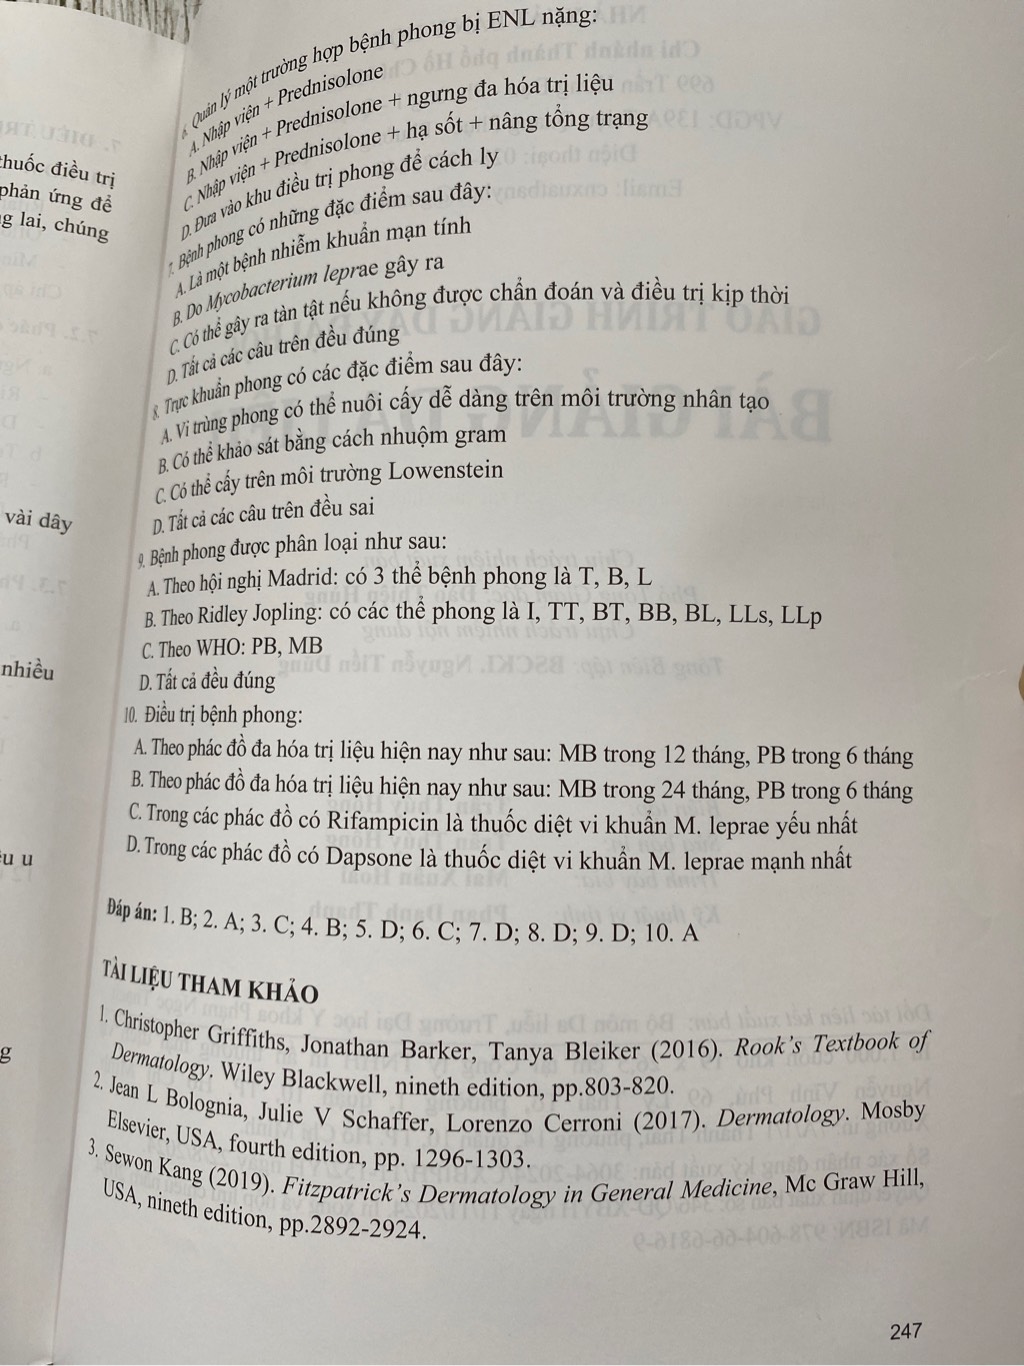 6. Quản lý một trường hợp bệnh phong bị ENL nặng:
A. Nhập viện + Prednisolone
B. Nhập viện + Prednisolone + ngưng đa hóa trị liệu
C. Nhập viện + Prednisolone + hạ sốt + nâng tổng trạng
D. Đưa vào khu điều trị phong để cách ly
7. Bệnh phong có những đặc điểm sau đây:
A. Là một bệnh nhiễm khuẩn mạn tính
B. Do Mycobacterium leprae gây ra
C. Có thể gây ra tàn tật nếu không được chẩn đoán và điều trị kịp thời
D. Tất cả các câu trên đều đúng
8. Trực khuẩn phong có các đặc điểm sau đây:
A. Vi trùng phong có thể nuôi cấy dễ dàng trên môi trường nhân tạo
B. Có thể khảo sát bằng cách nhuộm gram
C. Có thể cấy trên môi trường Lowenstein
D. Tất cả các câu trên đều sai
9. Bệnh phong được phân loại như sau:
A. Theo hội nghị Madrid: có 3 thể bệnh phong là T, B, L
B. Theo Ridley Jopling: có các thể phong là I, TT, BT, BB, BL, LLs, LLp
C. Theo WHO: PB, MB
D. Tất cả đều đúng
10. Điều trị bệnh phong:
A. Theo phác đồ đa hóa trị liệu hiện nay như sau: MB trong 12 tháng, PB trong 6 tháng
B. Theo phác đồ đa hóa trị liệu hiện nay như sau: MB trong 24 tháng, PB trong 6 tháng
C. Trong các phác đồ có Rifampicin là thuốc diệt vi khuẩn M. leprae yếu nhất
D. Trong các phác đồ có Dapsone là thuốc diệt vi khuẩn M. leprae mạnh nhất
Đáp án: 1. B; 2. A; 3. C; 4. B; 5. D; 6. C; 7. D; 8. D; 9. D; 10. A
TÀI LIỆU THAM KHẢO
1. Christopher Griffiths, Jonathan Barker, Tanya Bleiker (2016). Rook's Textbook of
Dermatology. Wiley Blackwell, nineth edition, pp.803-820.
2. Jean L Bolognia, Julie V Schaffer, Lorenzo Cerroni (2017). Dermatology. Mosby
Elsevier, USA, fourth edition, pp. 1296-1303.
3. Sewon Kang (2019). Fitzpatrick's Dermatology in General Medicine, Mc Graw Hill,
USA, nineth edition, pp.2892-2924.
247
thuốc điều trị
phản ứng để
g lai, chúng
vài dây
nhiều
u u
g